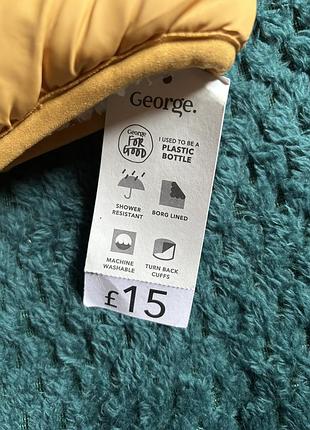 George.
George
FOR
GOOD
I USED TO BE A
PLASTIC
BOTTLE
SHOWER
RESISTANT
BORG LINED
MACHINE
WASHABLE
TURN BACK
CUFFS
£15